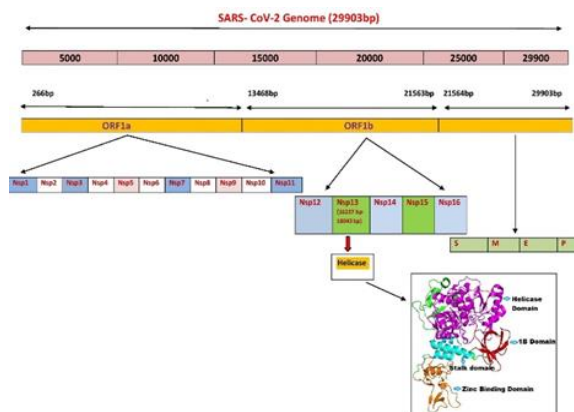 SARS- CoV-2 Genome (29903bp)
5000 10000 15000 20000 25000 29900
266bp 13468bp 21563bp 21564bp 29903bp
ORF1a ORF1b
Nsp1 Nsp2 Nsp3 Nsp4 Nsp5 Nsp6 Nsp7 Nsp8 Nsp9 Nsp10 Nsp11
Nsp12 Nsp13 Nsp14 Nsp15 Nsp16
S M E P
Helicase
Helicase
Domain
1B Domain
Stalk domain
Zinc Binding Domain